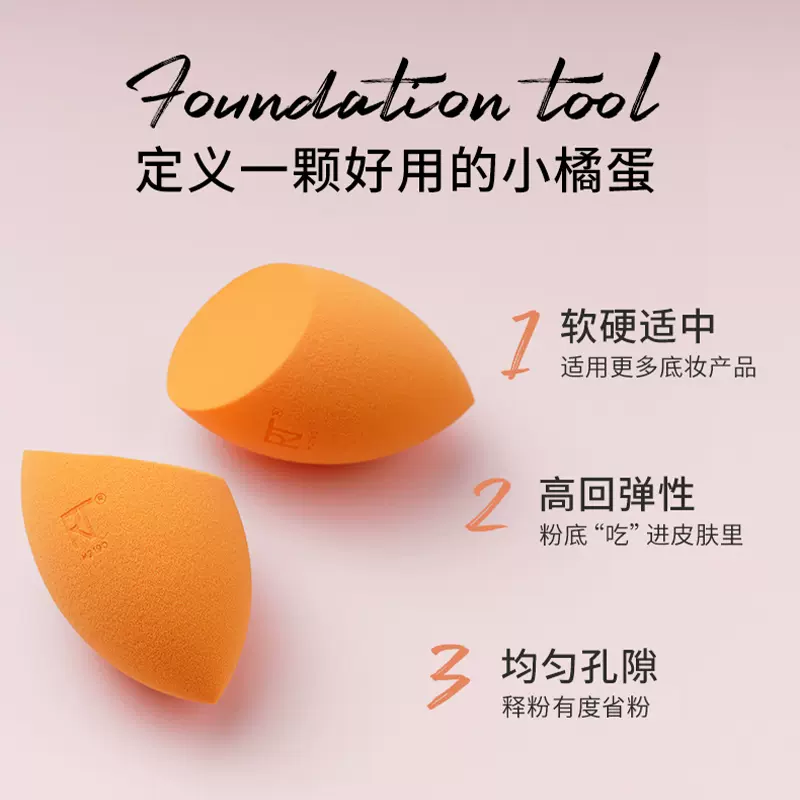 Foundation tool
定义一颗好用的小橘蛋
1 软硬适中
适用更多底妆产品
2 高回弹性
粉底“吃”进皮肤里
3 均匀孔隙
释粉有度省粉
RT®
RT®